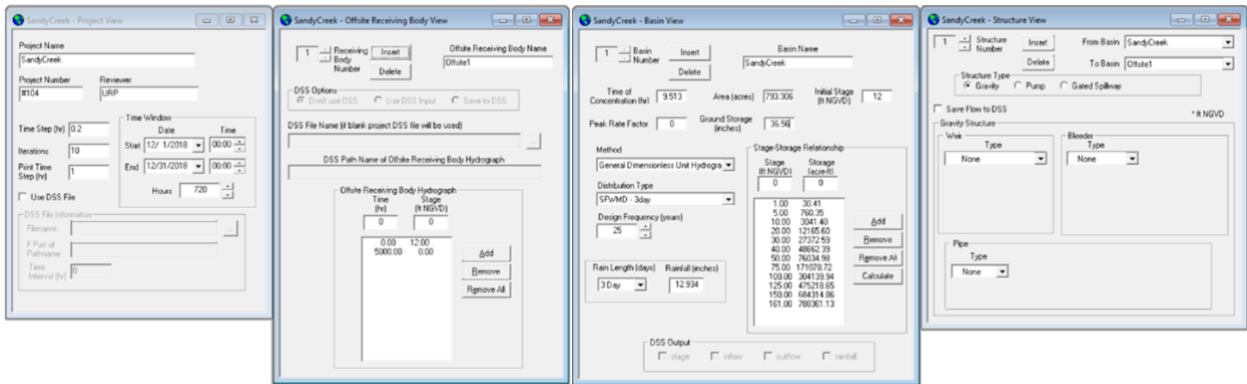 SandyCreek - Project View
Project Name
SandyCreek
Project Number Reviewer
#104 URP
Time Window
Date Time
Time Step (hr) 0.2
Start 12/ 1/2018 00:00
Iterations 10
End 12/31/2018 00:00
Print Time Step (hr) 1
Hours 720
Use DSS File
DSS File Information
Filename: ...
F Part of Pathname:
Time Interval (hr) 0
SandyCreek - Offsite Receiving Body View
1 Receiving Body Number Insert Delete
Offsite Receiving Body Name
Offsite1
DSS Options
Don't use DSS Use DSS Input Save to DSS
DSS File Name (if blank project DSS file will be used)
...
DSS Path Name of Offsite Receiving Body Hydrograph
Offsite Receiving Body Hydrograph
Time (hr) Stage (ft NGVD)
0 0
0.00 12.00
5000.00 0.00
Add
Remove
Remove All
SandyCreek - Basin View
1 Basin Number Insert Delete
Basin Name
SandyCreek
Time of Concentration (hr) 9.513 Area (acres) 793.306 Initial Stage (ft NGVD) 12
Peak Rate Factor 0 Ground Storage (inches) 36.56
Method
General Dimensionless Unit Hydrogra
Distribution Type
SFWMD - 3day
Design Frequency (years)
25
Rain Length (days) Rainfall (inches)
3 Day 12.934
Stage-Storage Relationship
Stage (ft NGVD) Storage (acre-ft)
0 0
1.00 30.41
5.00 760.35
10.00 3041.40
20.00 12165.60
30.00 27372.59
40.00 48662.39
50.00 76034.98
75.00 171078.72
100.00 304139.94
125.00 475218.65
150.00 684314.86
161.00 788361.13
Add
Remove
Remove All
Calculate
DSS Output
stage inflow outflow rainfall
SandyCreek - Structure View
1 Structure Number Insert Delete
From Basin SandyCreek
To Basin Offsite1
Structure Type
Gravity Pump Gated Spillway
Save Flow to DSS
* ft NGVD
Gravity Structure
Weir
Type
None
Bleeder
Type
None
Pipe
Type
None